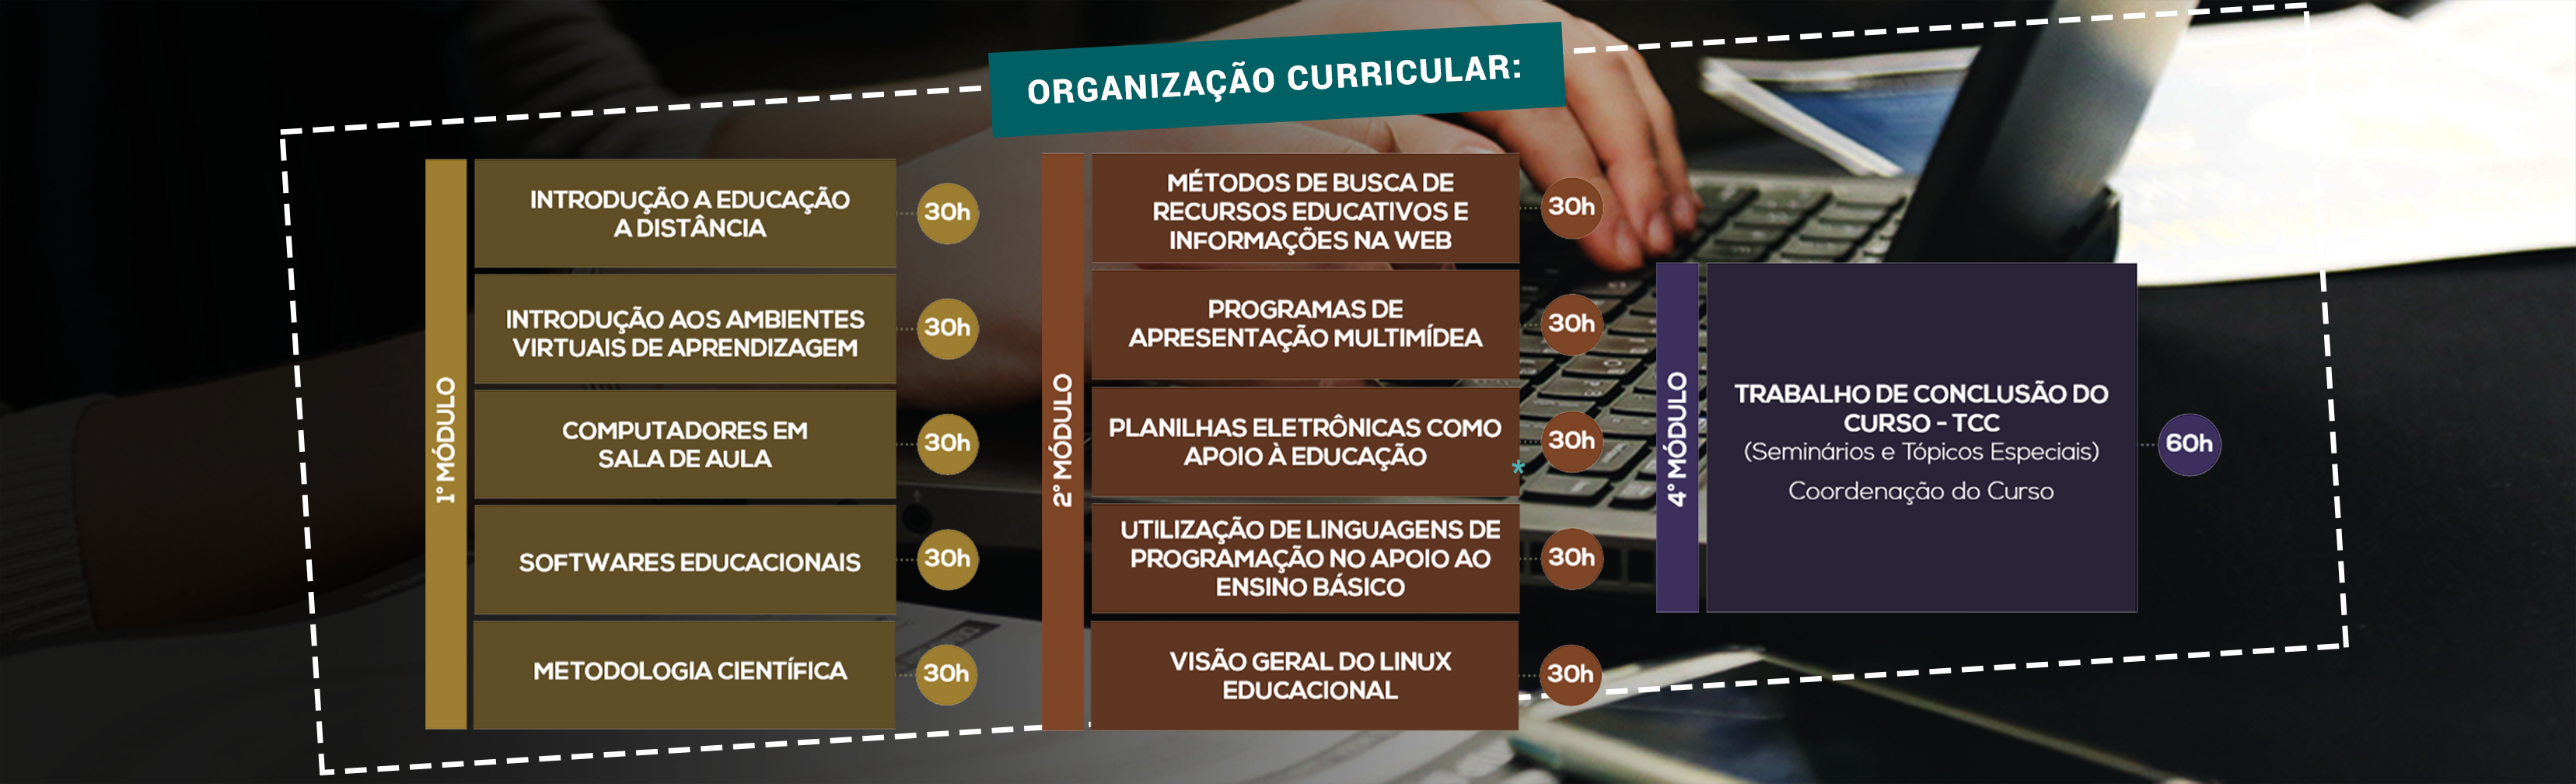 ORGANIZAÇÃO CURRICULAR:
1° MÓDULO
INTRODUÇÃO A EDUCAÇÃO
A DISTÂNCIA
30h
INTRODUÇÃO AOS AMBIENTES
VIRTUAIS DE APRENDIZAGEM
30h
COMPUTADORES EM
SALA DE AULA
30h
SOFTWARES EDUCACIONAIS
30h
METODOLOGIA CIENTÍFICA
30h
2° MÓDULO
MÉTODOS DE BUSCA DE
RECURSOS EDUCATIVOS E
INFORMAÇÕES NA WEB
30h
PROGRAMAS DE
APRESENTAÇÃO MULTIMÍDEA
30h
PLANILHAS ELETRÔNICAS COMO
APOIO À EDUCAÇÃO
*
30h
UTILIZAÇÃO DE LINGUAGENS DE
PROGRAMAÇÃO NO APOIO AO
ENSINO BÁSICO
30h
VISÃO GERAL DO LINUX
EDUCACIONAL
30h
4° MÓDULO
TRABALHO DE CONCLUSÃO DO
CURSO - TCC
(Seminários e Tópicos Especiais)
Coordenação do Curso
60h